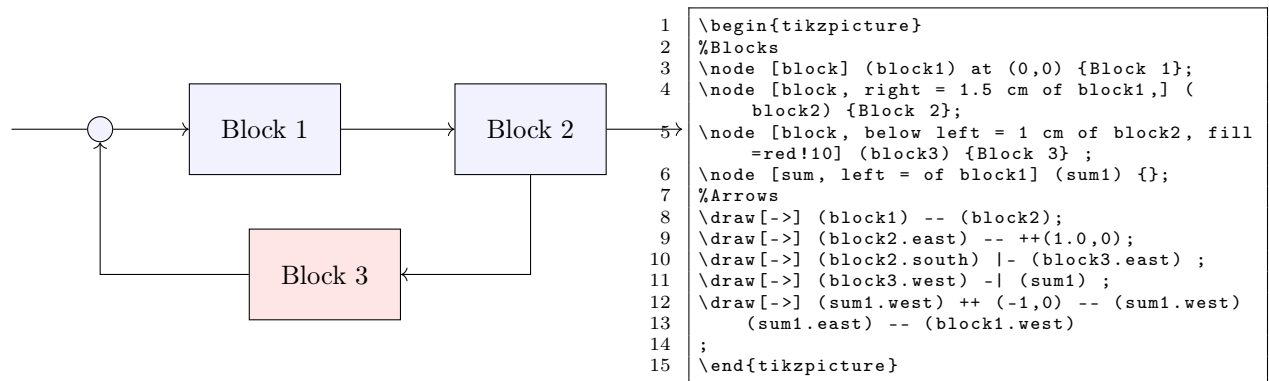 Block 1
Block 2
Block 3
1 \begin{tikzpicture}
2 %Blocks
3 \node [block] (block1) at (0,0) {Block 1};
4 \node [block, right = 1.5 cm of block1,] (
block2) {Block 2};
5 \node [block, below left = 1 cm of block2, fill
=red!10] (block3) {Block 3} ;
6 \node [sum, left = of block1] (sum1) {};
7 %Arrows
8 \draw[->] (block1) -- (block2);
9 \draw[->] (block2.east) -- ++(1.0,0);
10 \draw[->] (block2.south) |- (block3.east) ;
11 \draw[->] (block3.west) -| (sum1) ;
12 \draw[->] (sum1.west) ++ (-1,0) -- (sum1.west)
13 (sum1.east) -- (block1.west)
14 ;
15 \end{tikzpicture}